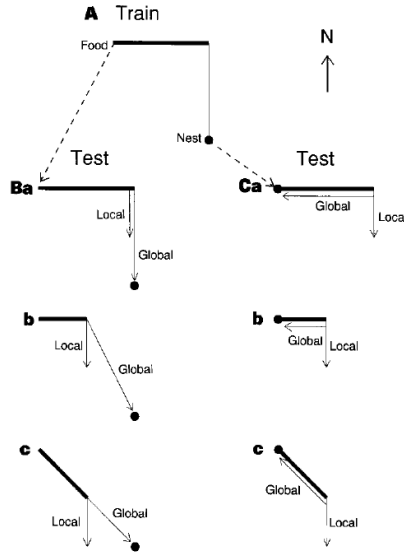 A Train
Food
N
Nest
Test
Test
Ba
Local
Global
Ca
Global
Loca
b
Local
Global
b
Global
Local
c
Local
Global
c
Global
Local